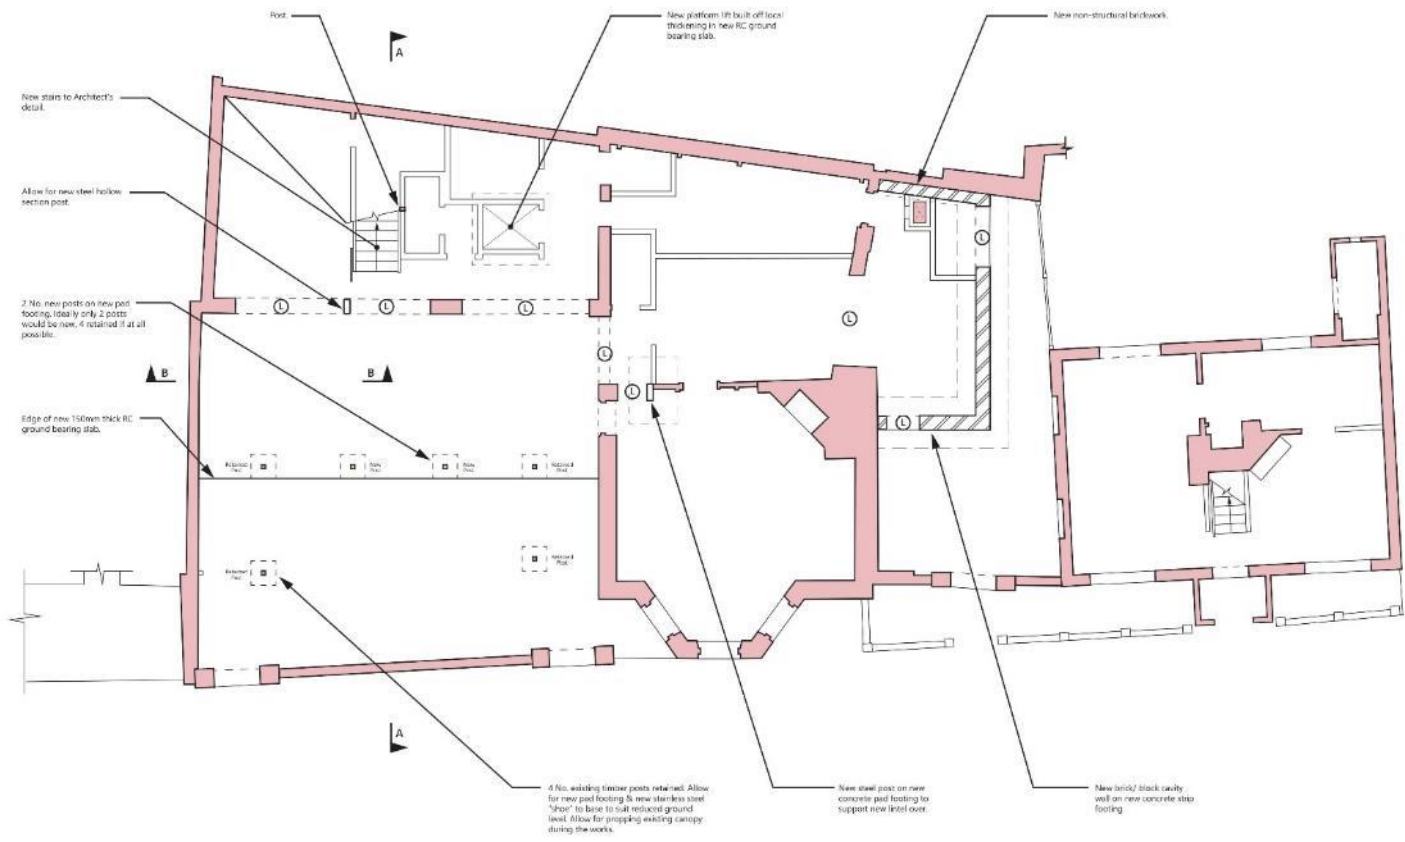 Post.
New platform lift built off local
thickening in new RC ground
bearing slab.
New non-structural brickwork.
A
New stairs to Architect's
detail.
Allow for new steel hollow
section post.
L
2 No. new posts on new pad
footing. Ideally only 2 posts
would be new, 4 retained if at all
possible.
L
L
L
L
L
B
B
L
Edge of new 150mm thick RC
ground bearing slab.
L
Retained
Post
New
Post
New
Post
Retained
Post
Retained
Post
Retained
Post
A
4 No. existing timber posts retained. Allow
for new pad footing & new stainless steel
"shoe" to base to suit reduced ground
level. Allow for propping existing canopy
during the works.
New steel post on new
concrete pad footing to
support new lintel over.
New brick/ block cavity
wall on new concrete strip
footing